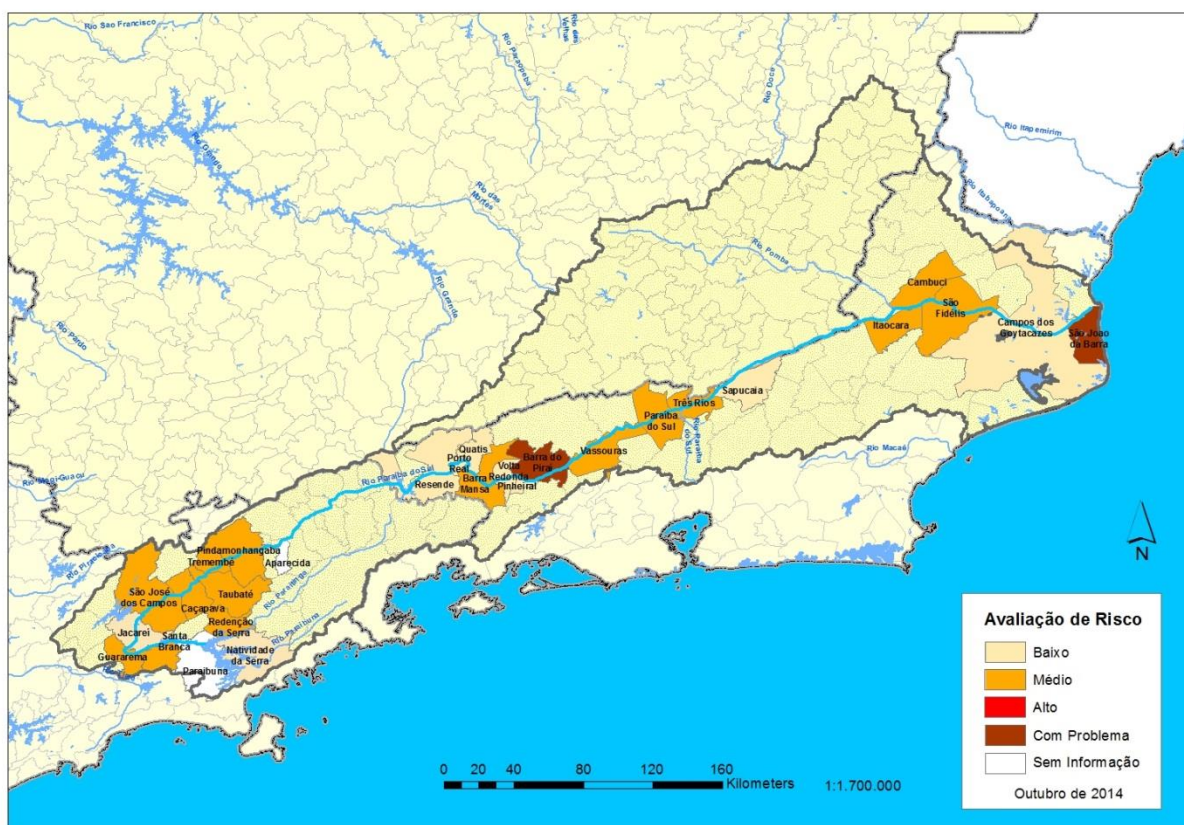 Rio Sao Francisco
Rio das
Velhas
Rio Paraopeba
Rio Doce
Rio Itapemirim
Rio Grande
Rio das
Mortes
Rio Itabapoana
Rio Pomba
Rio Grande
Rio Pardo
Cambuci
São
Fidélis
Itaocara
Campos dos
Goytacazes
São João
da Barra
Sapucaia
Três Rios
Paraíba
do Sul
Rio Paraíba
do Sul
Rio Macaé
Vassouras
Quatis
Porto
Real
Barra do
Piraí
Volta
Redonda
Pinheiral
Barra
Mansa
Resende
Rio Paraíba do Sul
Rio Mogi-Guaçu
Pindamonhangaba
Tremembé
Aparecida
São José
dos Campos
Taubaté
Caçapava
Redenção
da Serra
Rio Paraibuna
Jacareí
Santa
Branca
Natividade
da Serra
Guararema
Paraibuna
N
Avaliação de Risco
Baixo
Médio
Alto
Com Problema
Sem Informação
Outubro de 2014
0 20 40 80 120 160
Kilometers
1:1.700.000